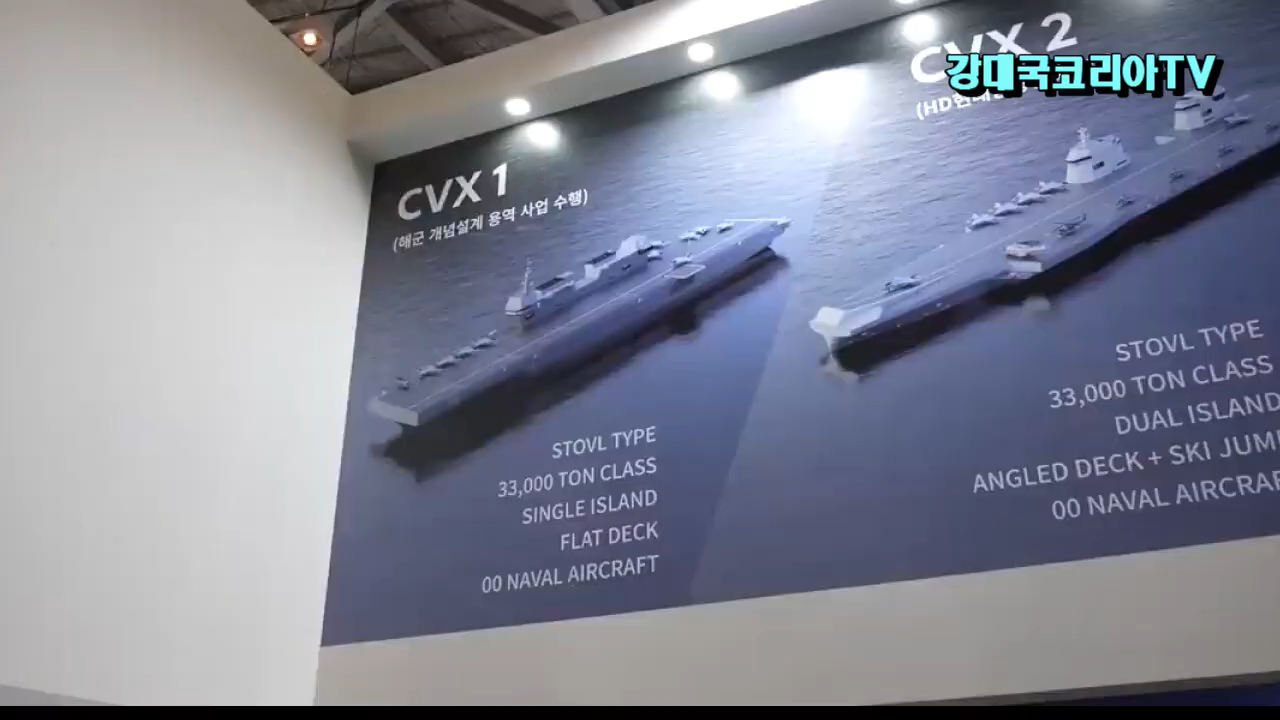 강대국코리아TV
CVX 1
(해군 개념설계 용역 사업 수행)
STOVL TYPE
33,000 TON CLASS
SINGLE ISLAND
FLAT DECK
00 NAVAL AIRCRAFT
CVX 2
STOVL TYPE
33,000 TON CLASS
DUAL ISLAND
ANGLED DECK + SKI JUM
00 NAVAL AIRCRAF